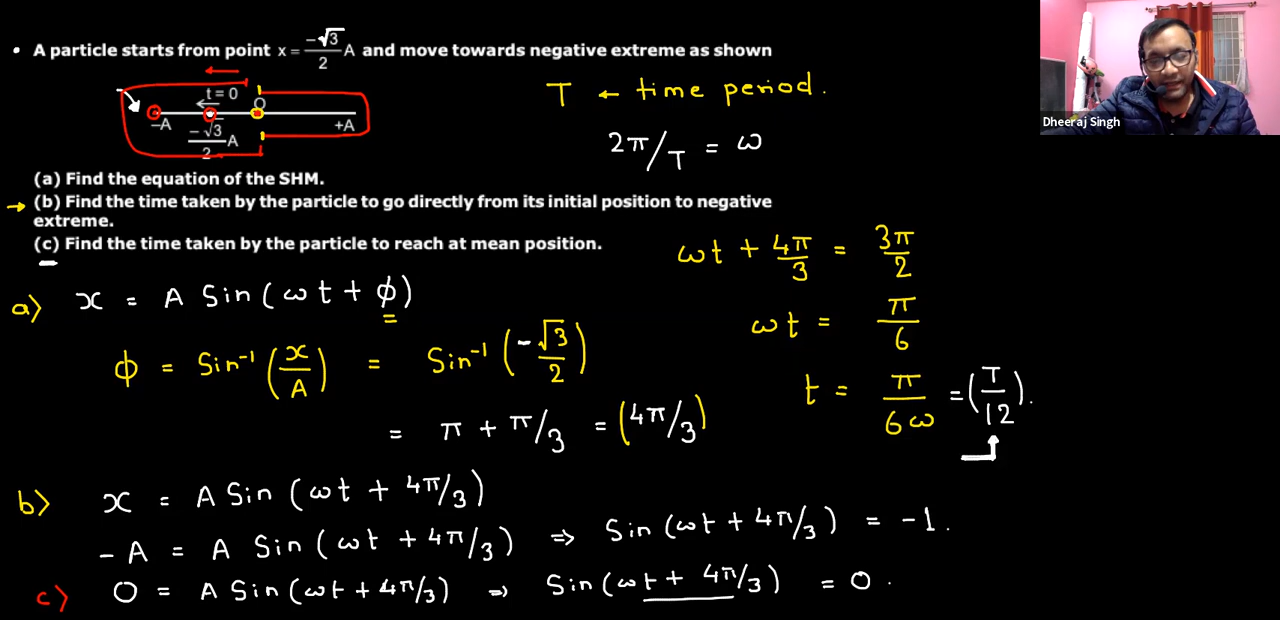 • A particle starts from point x = -√3/2 A and move towards negative extreme as shown
t = 0
O
-A
+A
-√3/2 A
T ← time period.
2π/T = ω
Dheeraj Singh
(a) Find the equation of the SHM.
→ (b) Find the time taken by the particle to go directly from its initial position to negative
extreme.
(c) Find the time taken by the particle to reach at mean position.
a) x = A Sin(ωt + φ)
φ = Sin⁻¹(x/A) = Sin⁻¹(-√3/2)
= π + π/3 = (4π/3)
ωt + 4π/3 = 3π/2
ωt = π/6
t = π/6ω = (T/12).
b) x = A Sin(ωt + 4π/3)
-A = A Sin(ωt + 4π/3) ⇒ Sin(ωt + 4π/3) = -1.
c) 0 = A Sin(ωt + 4π/3) ⇒ Sin(ωt + 4π/3) = 0.